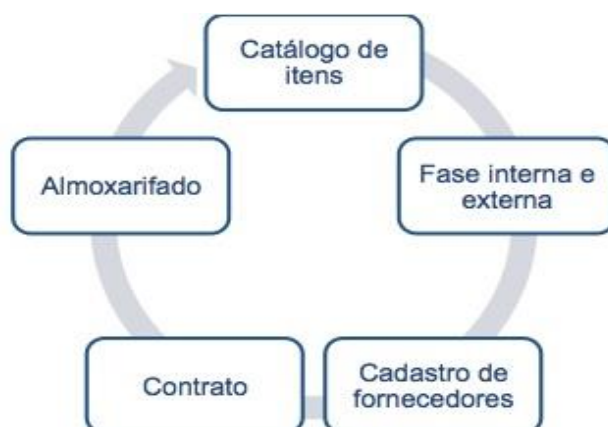 Catálogo de
itens
Fase interna e
externa
Cadastro de
fornecedores
Contrato
Almoxarifado